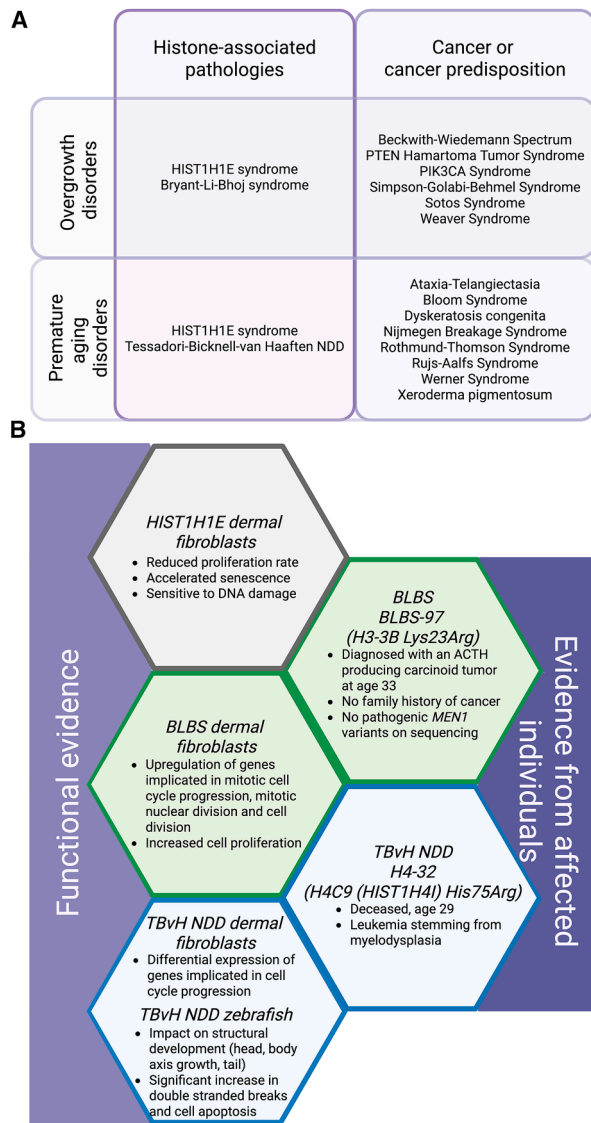 A
Histone-associated
pathologies
Cancer or
cancer predisposition
Overgrowth
disorders
HIST1H1E syndrome
Bryant-Li-Bhoj syndrome
Beckwith-Wiedemann Spectrum
PTEN Hamartoma Tumor Syndrome
PIK3CA Syndrome
Simpson-Golabi-Behmel Syndrome
Sotos Syndrome
Weaver Syndrome
Premature
aging
disorders
HIST1H1E syndrome
Tessadori-Bicknell-van Haaften NDD
Ataxia-Telangiectasia
Bloom Syndrome
Dyskeratosis congenita
Nijmegen Breakage Syndrome
Rothmund-Thomson Syndrome
Rujs-Aalfs Syndrome
Werner Syndrome
Xeroderma pigmentosum
B
Functional evidence
HIST1H1E dermal
fibroblasts
• Reduced proliferation rate
• Accelerated senescence
• Sensitive to DNA damage
BLBS
BLBS-97
(H3-3B Lys23Arg)
• Diagnosed with an ACTH
producing carcinoid tumor
at age 33
• No family history of cancer
• No pathogenic MEN1
variants on sequencing
Evidence from affected
individuals
BLBS dermal
fibroblasts
• Upregulation of genes
implicated in mitotic cell
cycle progression, mitotic
nuclear division and cell
division
• Increased cell proliferation
TBvH NDD
H4-32
(H4C9 (HIST1H4I) His75Arg)
• Deceased, age 29
• Leukemia stemming from
myelodysplasia
TBvH NDD dermal
fibroblasts
• Differential expression of
genes implicated in cell
cycle progression
TBvH NDD zebrafish
• Impact on structural
development (head, body
axis growth, tail)
• Significant increase in
double stranded breaks
and cell apoptosis